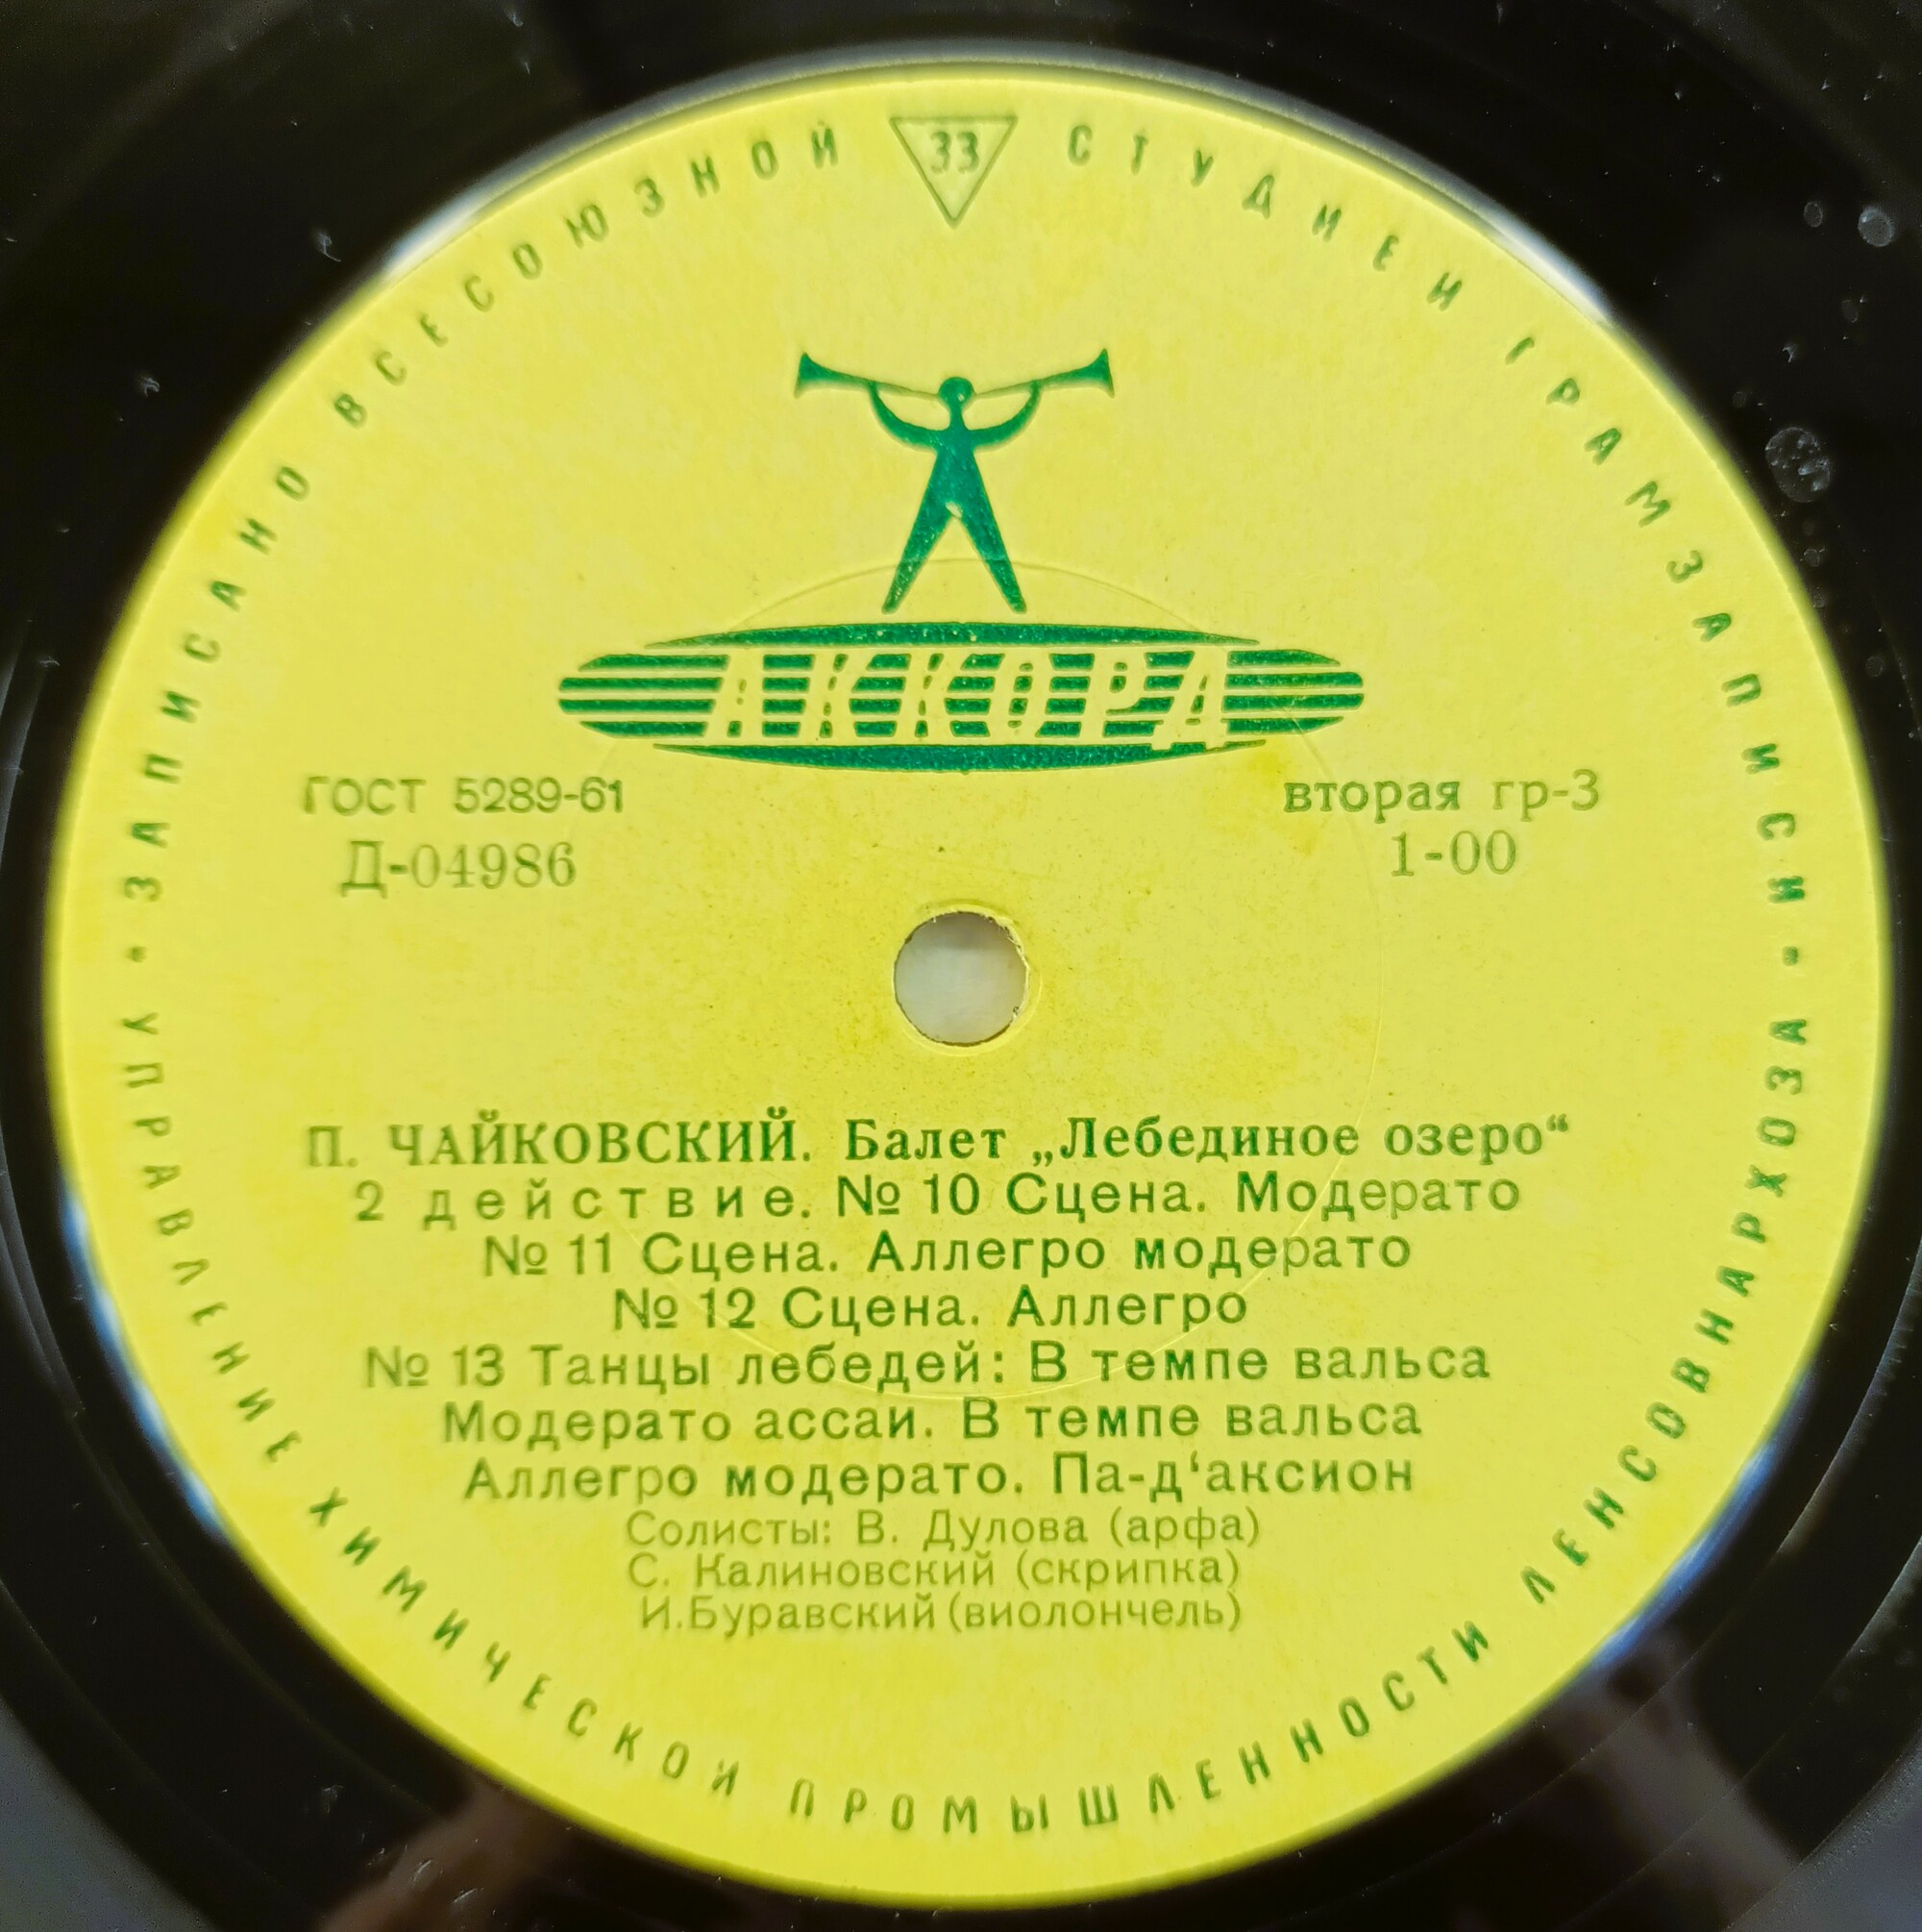 ЗАПИСАНО ВСЕСОЮЗНОЙ СТУДИЕЙ ГРАМЗАПИСИ
33
АККОРД
ГОСТ 5289-61
Д-04986
вторая гр-3
1-00
П. ЧАЙКОВСКИЙ. Балет „Лебединое озеро“
2 действие. № 10 Сцена. Модерато
№ 11 Сцена. Аллегро модерато
№ 12 Сцена. Аллегро
№ 13 Танцы лебедей: В темпе вальса
Модерато ассаи. В темпе вальса
Аллегро модерато. Па-д‘аксион
Солисты: В. Дулова (арфа)
С. Калиновский (скрипка)
И.Буравский (виолончель)
УПРАВЛЕНИЕ ХИМИЧЕСКОЙ ПРОМЫШЛЕННОСТИ ЛЕНСОВНАРХОЗА